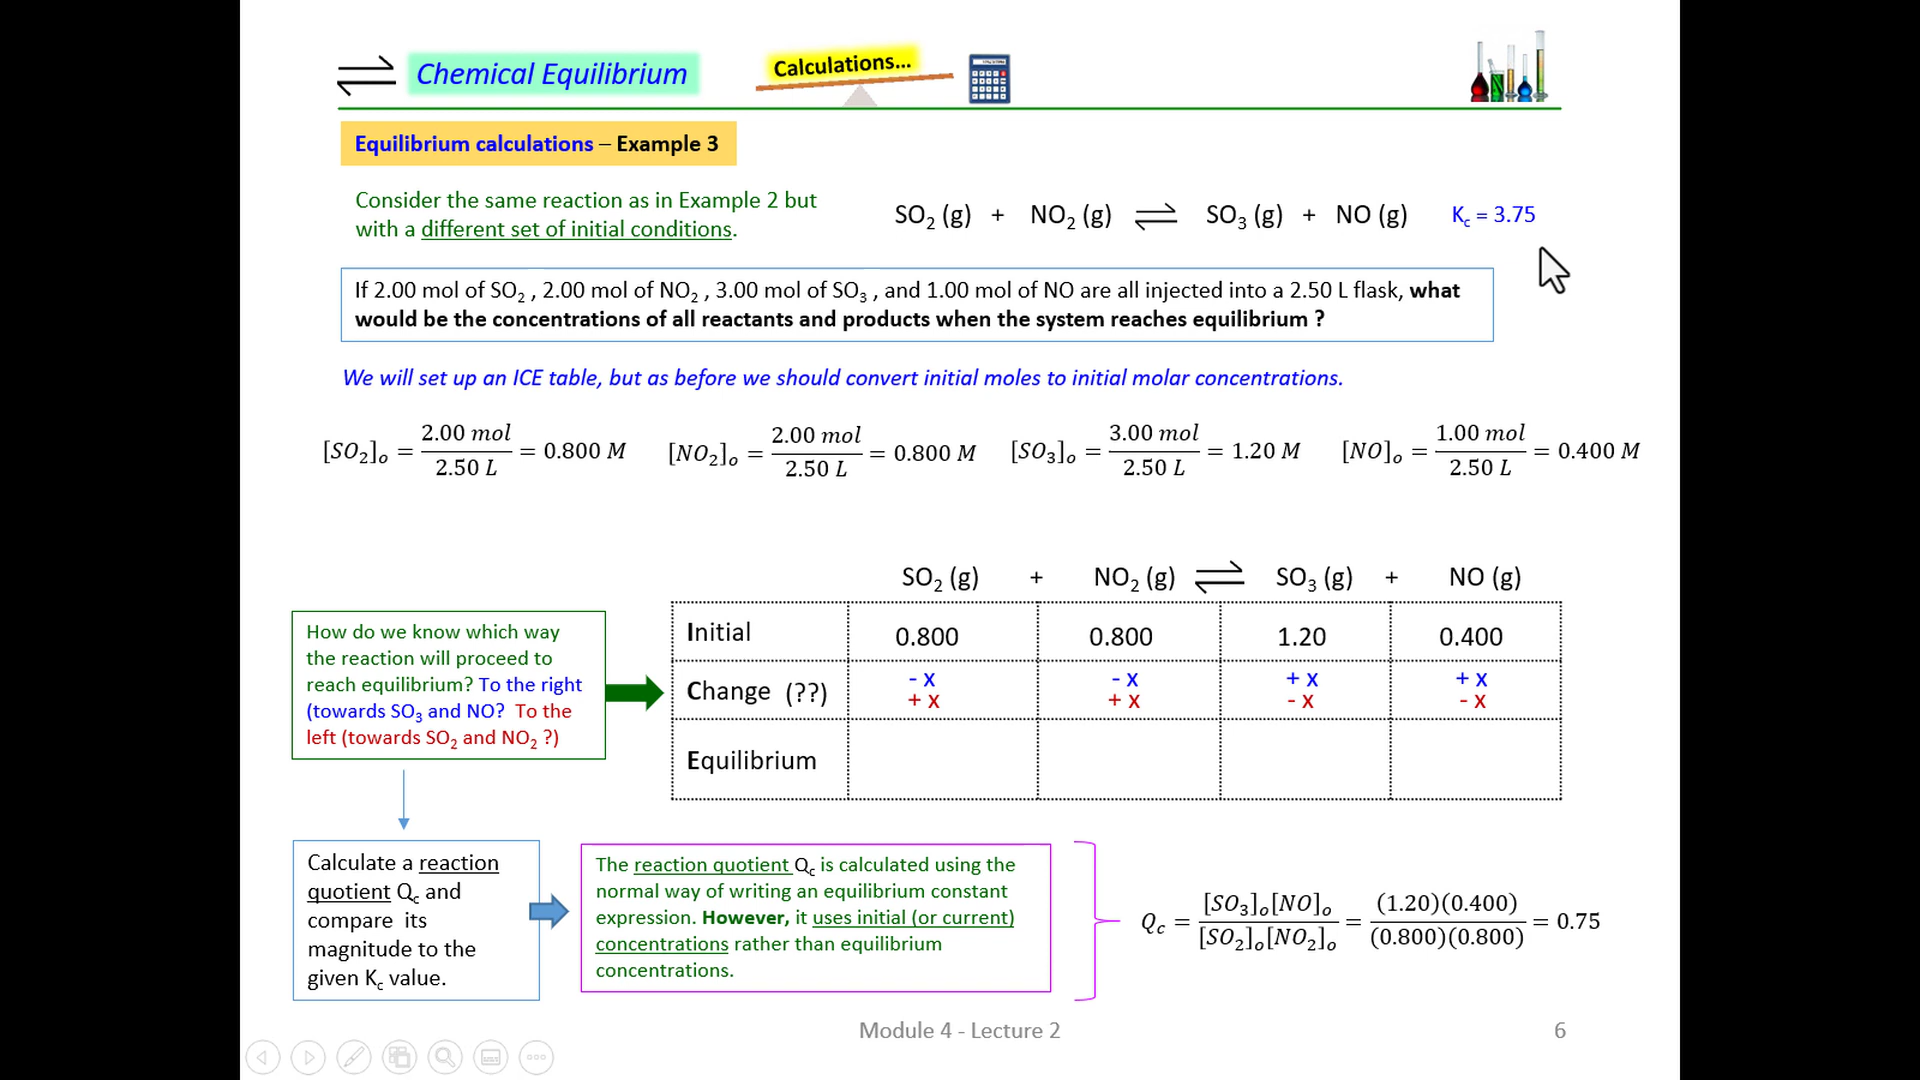 Chemical Equilibrium
Calculations...
Equilibrium calculations – Example 3
Consider the same reaction as in Example 2 but
with a different set of initial conditions.
SO₂ (g) + NO₂ (g) ⇌ SO₃ (g) + NO (g) K꜀ = 3.75
If 2.00 mol of SO₂ , 2.00 mol of NO₂ , 3.00 mol of SO₃ , and 1.00 mol of NO are all injected into a 2.50 L flask, what
would be the concentrations of all reactants and products when the system reaches equilibrium ?
We will set up an ICE table, but as before we should convert initial moles to initial molar concentrations.
[SO₂]ₒ = 2.00 mol / 2.50 L = 0.800 M [NO₂]ₒ = 2.00 mol / 2.50 L = 0.800 M [SO₃]ₒ = 3.00 mol / 2.50 L = 1.20 M [NO]ₒ = 1.00 mol / 2.50 L = 0.400 M
SO₂ (g) + NO₂ (g) ⇌ SO₃ (g) + NO (g)
Initial 0.800 0.800 1.20 0.400
Change (??) - x - x + x + x
+ x + x - x - x
Equilibrium
How do we know which way
the reaction will proceed to
reach equilibrium? To the right
(towards SO₃ and NO? To the
left (towards SO₂ and NO₂ ?)
Calculate a reaction
quotient Q꜀ and
compare its
magnitude to the
given K꜀ value.
The reaction quotient Q꜀ is calculated using the
normal way of writing an equilibrium constant
expression. However, it uses initial (or current)
concentrations rather than equilibrium
concentrations.
Q꜀ = [SO₃]ₒ[NO]ₒ / [SO₂]ₒ[NO₂]ₒ = (1.20)(0.400) / (0.800)(0.800) = 0.75
Module 4 - Lecture 2
6